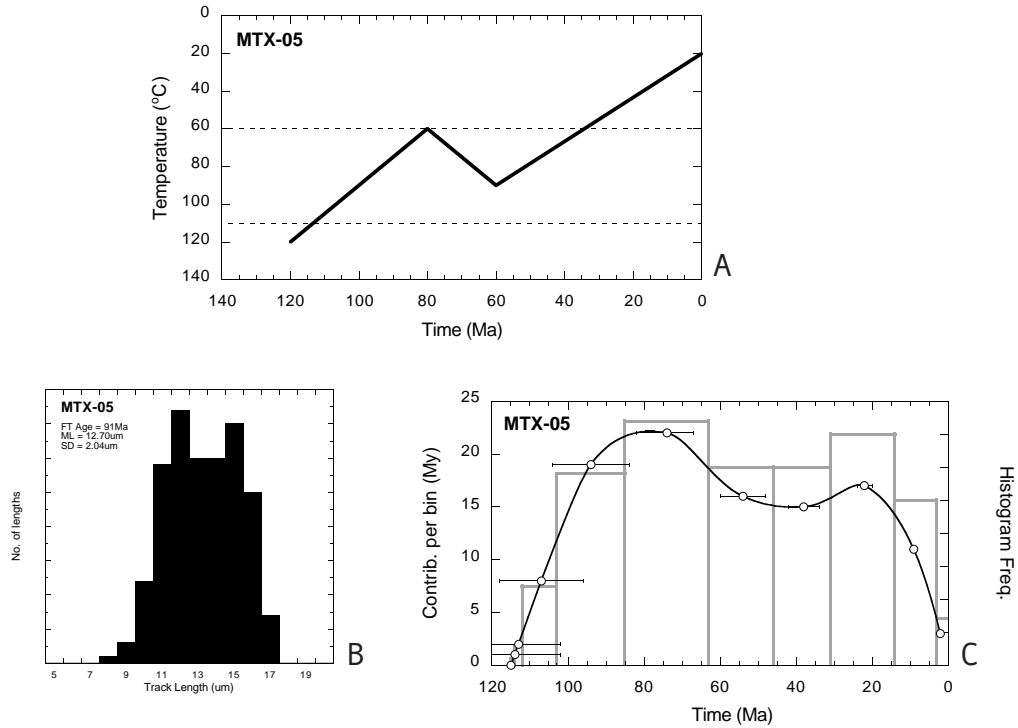 0
20
40
60
80
100
120
140
140 120 100 80 60 40 20 0
Temperature (°C)
Time (Ma)
MTX-05
A
MTX-05
FT Age = 91Ma
ML = 12.70um
SD = 2.04um
No. of lengths
5 7 9 11 13 15 17 19
Track Length (um)
B
MTX-05
25
20
15
10
5
0
120 100 80 60 40 20 0
Contrib. per bin (My)
Time (Ma)
Histogram Freq.
C